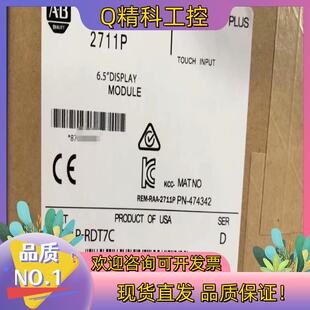 Q精科工控
AB
QUALITY
2711P
PLUS
TOUCH INPUT
6.5"DISPLAY
MODULE
CE
KCC-
REM-RAA-2711P
MAT NO
PN-474342
PRODUCT OF USA
SER
P-RDT7C
D
品质
NO.1
欢迎咨询可开发票
现货直发 品质保证